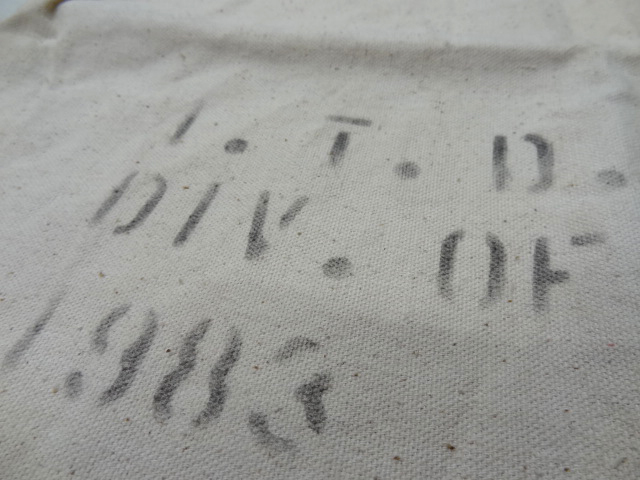 I. T. D.
DIV. OF
1983